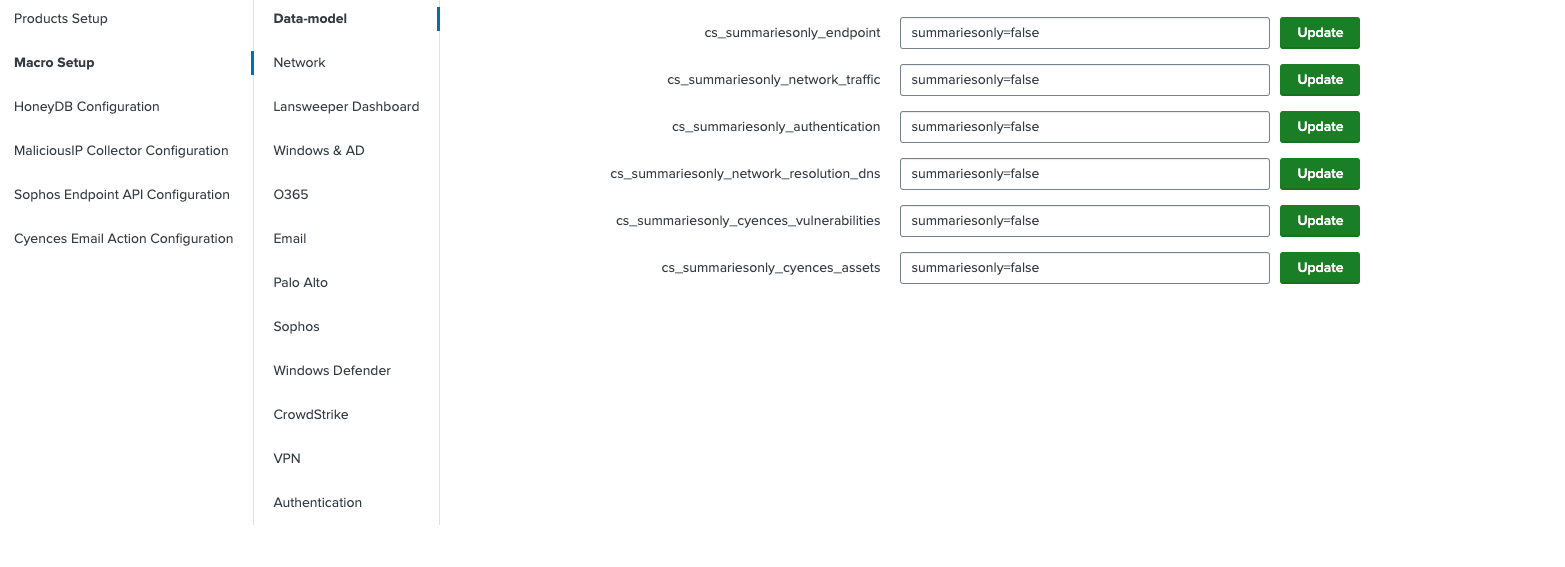 Products Setup
Macro Setup
HoneyDB Configuration
MaliciousIP Collector Configuration
Sophos Endpoint API Configuration
Cyences Email Action Configuration
Data-model
Network
Lansweeper Dashboard
Windows & AD
O365
Email
Palo Alto
Sophos
Windows Defender
CrowdStrike
VPN
Authentication
cs_summariesonly_endpoint summariesonly=false Update
cs_summariesonly_network_traffic summariesonly=false Update
cs_summariesonly_authentication summariesonly=false Update
cs_summariesonly_network_resolution_dns summariesonly=false Update
cs_summariesonly_cyences_vulnerabilities summariesonly=false Update
cs_summariesonly_cyences_assets summariesonly=false Update